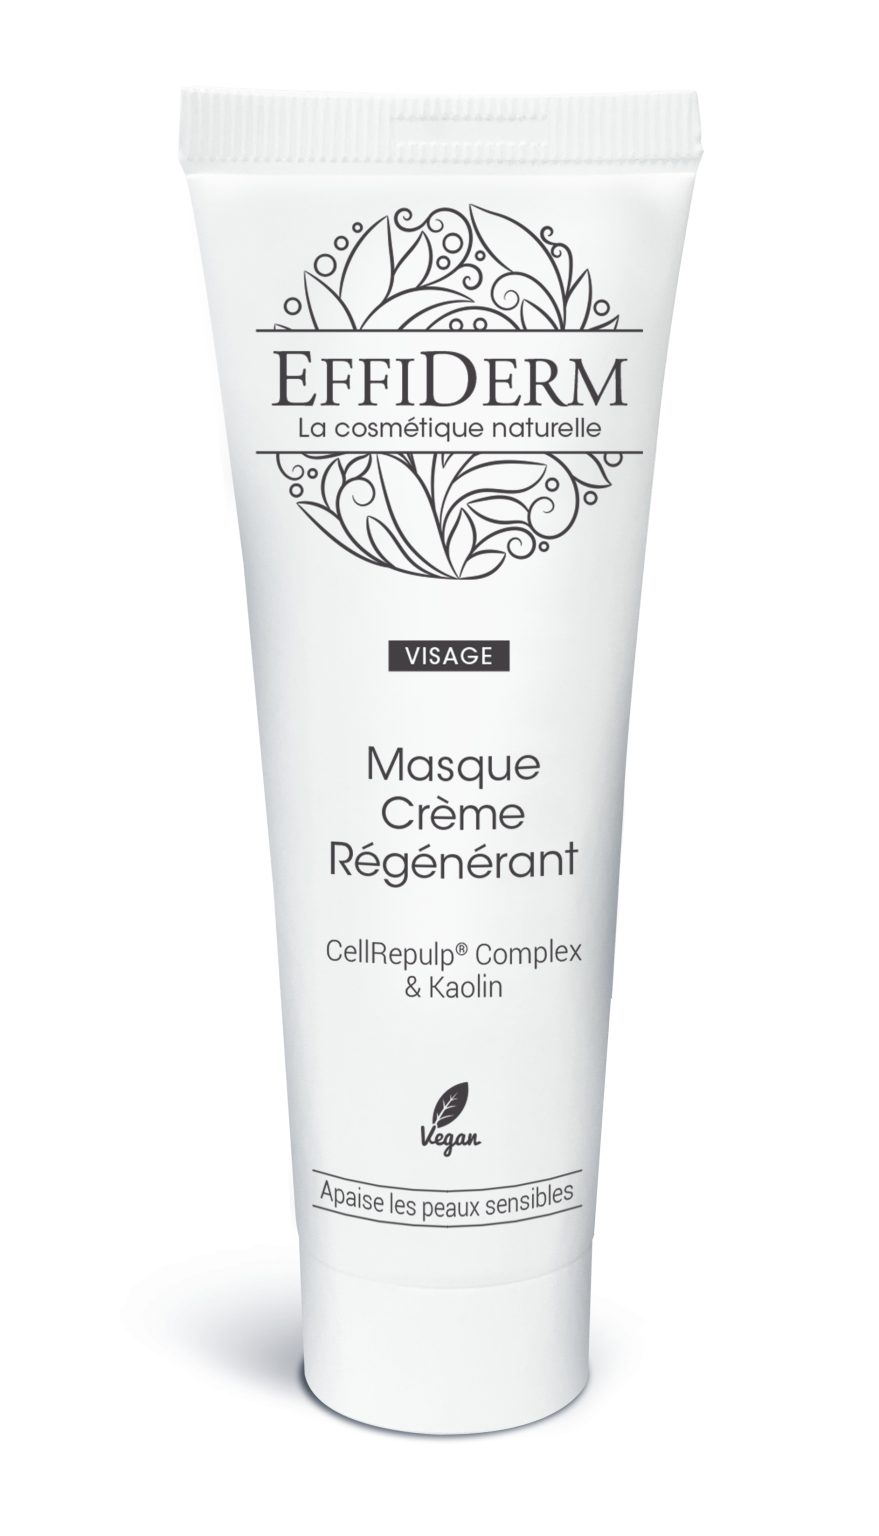 EFFIDERM
La cosmétique naturelle
VISAGE
Masque
Crème
Régénérant
CellRepulp® Complex
& Kaolin
Vegan
Apaise les peaux sensibles